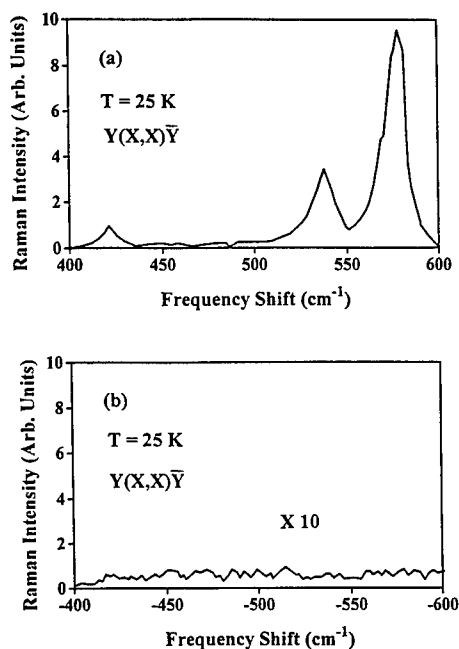 10
8
6
4
2
0
Raman Intensity (Arb. Units)
(a)
T = 25 K
Y(X,X)Y̅
400 450 500 550 600
Frequency Shift (cm⁻¹)
10
8
6
4
2
0
Raman Intensity (Arb. Units)
(b)
T = 25 K
Y(X,X)Y̅
X 10
-400 -450 -500 -550 -600
Frequency Shift (cm⁻¹)